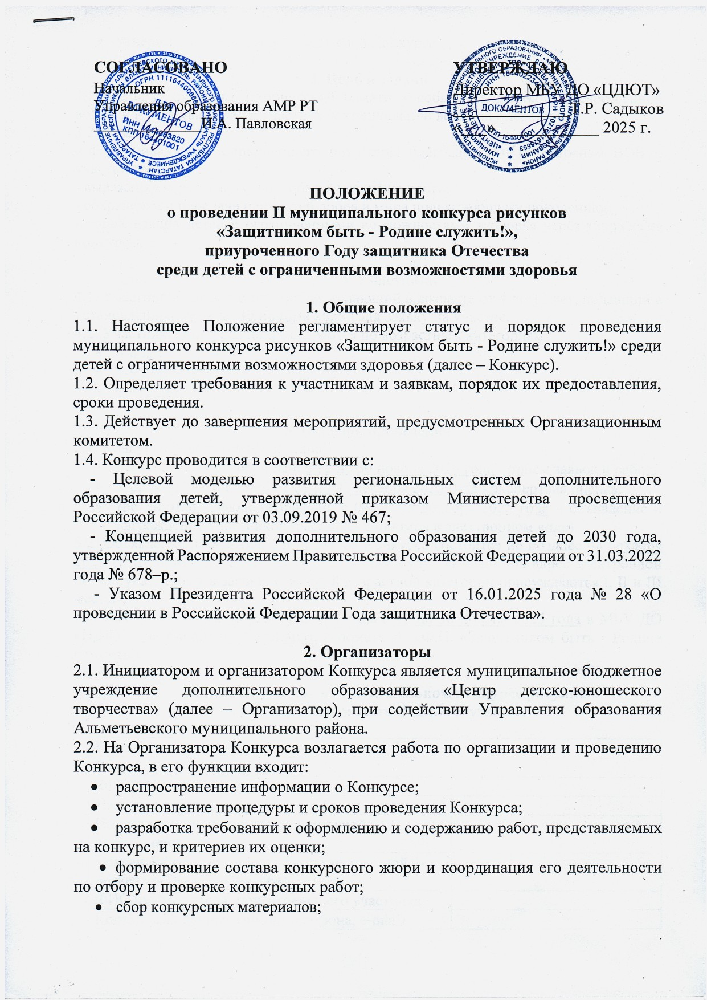 СОГЛАСОВАНО
Начальник
Управления образования АМР РТ
И.А. Павловская
УТВЕРЖДАЮ
Директор МБУ ДО «ЦДЮТ»
Т.Р. Садыков
2025 г.
ДЛЯ
ДОКУМЕНТОВ
КПП 164401001
ДЛЯ
ДОКУМЕНТОВ
КПП 164401001
ПОЛОЖЕНИЕ
о проведении II муниципального конкурса рисунков
«Защитником быть - Родине служить!»,
приуроченного Году защитника Отечества
среди детей с ограниченными возможностями здоровья
1. Общие положения
1.1. Настоящее Положение регламентирует статус и порядок проведения
муниципального конкурса рисунков «Защитником быть - Родине служить!» среди
детей с ограниченными возможностями здоровья (далее – Конкурс).
1.2. Определяет требования к участникам и заявкам, порядок их предоставления,
сроки проведения.
1.3. Действует до завершения мероприятий, предусмотренных Организационным
комитетом.
1.4. Конкурс проводится в соответствии с:
- Целевой моделью развития региональных систем дополнительного
образования детей, утвержденной приказом Министерства просвещения
Российской Федерации от 03.09.2019 № 467;
- Концепцией развития дополнительного образования детей до 2030 года,
утвержденной Распоряжением Правительства Российской Федерации от 31.03.2022
года № 678–р.;
- Указом Президента Российской Федерации от 16.01.2025 года № 28 «О
проведении в Российской Федерации Года защитника Отечества».
2. Организаторы
2.1. Инициатором и организатором Конкурса является муниципальное бюджетное
учреждение дополнительного образования «Центр детско-юношеского
творчества» (далее – Организатор), при содействии Управления образования
Альметьевского муниципального района.
2.2. На Организатора Конкурса возлагается работа по организации и проведению
Конкурса, в его функции входит:
• распространение информации о Конкурсе;
• установление процедуры и сроков проведения Конкурса;
• разработка требований к оформлению и содержанию работ, представляемых
на конкурс, и критериев их оценки;
• формирование состава конкурсного жюри и координация его деятельности
по отбору и проверке конкурсных работ;
• сбор конкурсных материалов;